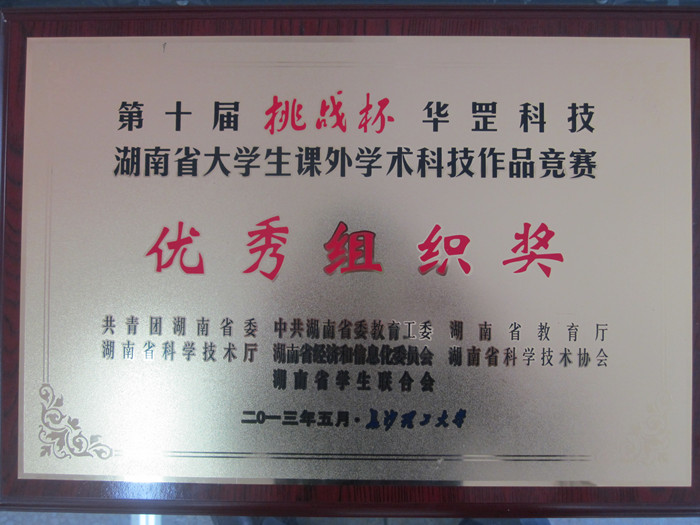 第十届 挑战杯 华罡科技
湖南省大学生课外学术科技作品竞赛
优秀组织奖
共青团湖南省委 中共湖南省委教育工委 湖南省教育厅
湖南省科学技术厅 湖南省经济和信息化委员会 湖南省科学技术协会
湖南省学生联合会
二〇一三年五月·长沙理工大学